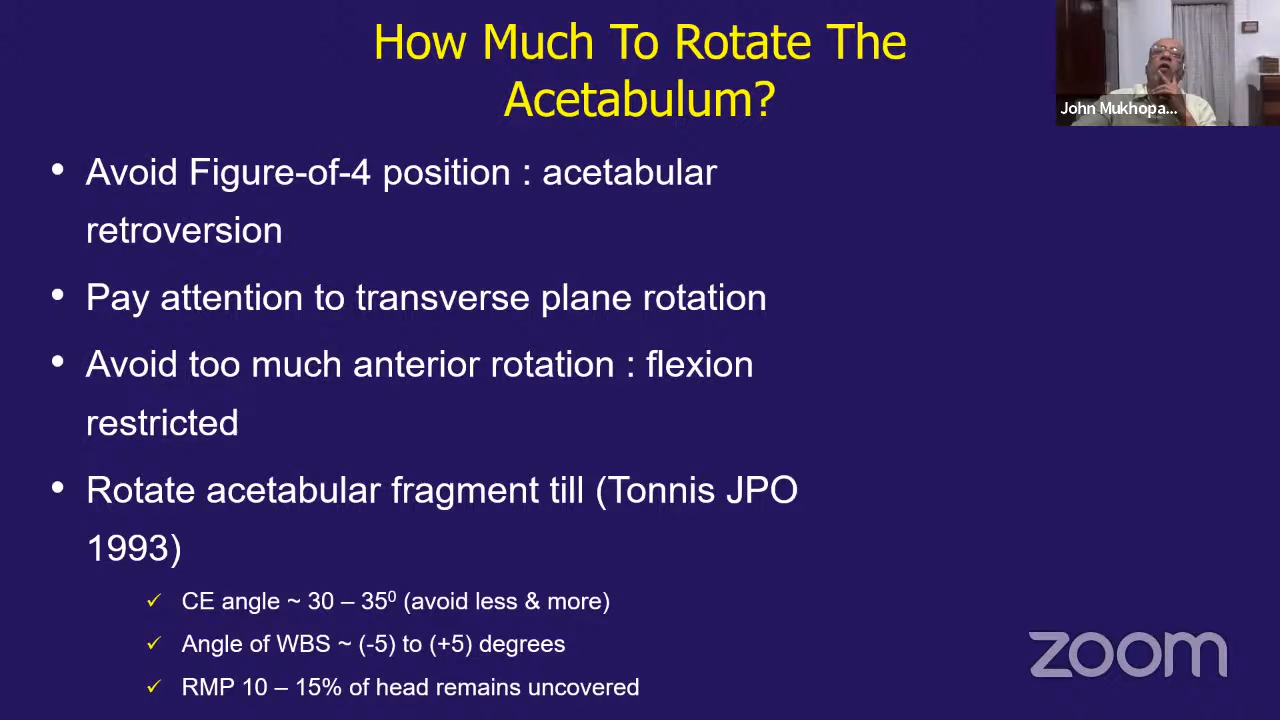 How Much To Rotate The
Acetabulum?
John Mukhopa...
• Avoid Figure-of-4 position : acetabular
retroversion
• Pay attention to transverse plane rotation
• Avoid too much anterior rotation : flexion
restricted
• Rotate acetabular fragment till (Tonnis JPO
1993)
✓ CE angle ~ 30 – 35⁰ (avoid less & more)
✓ Angle of WBS ~ (-5) to (+5) degrees
✓ RMP 10 – 15% of head remains uncovered
zoom